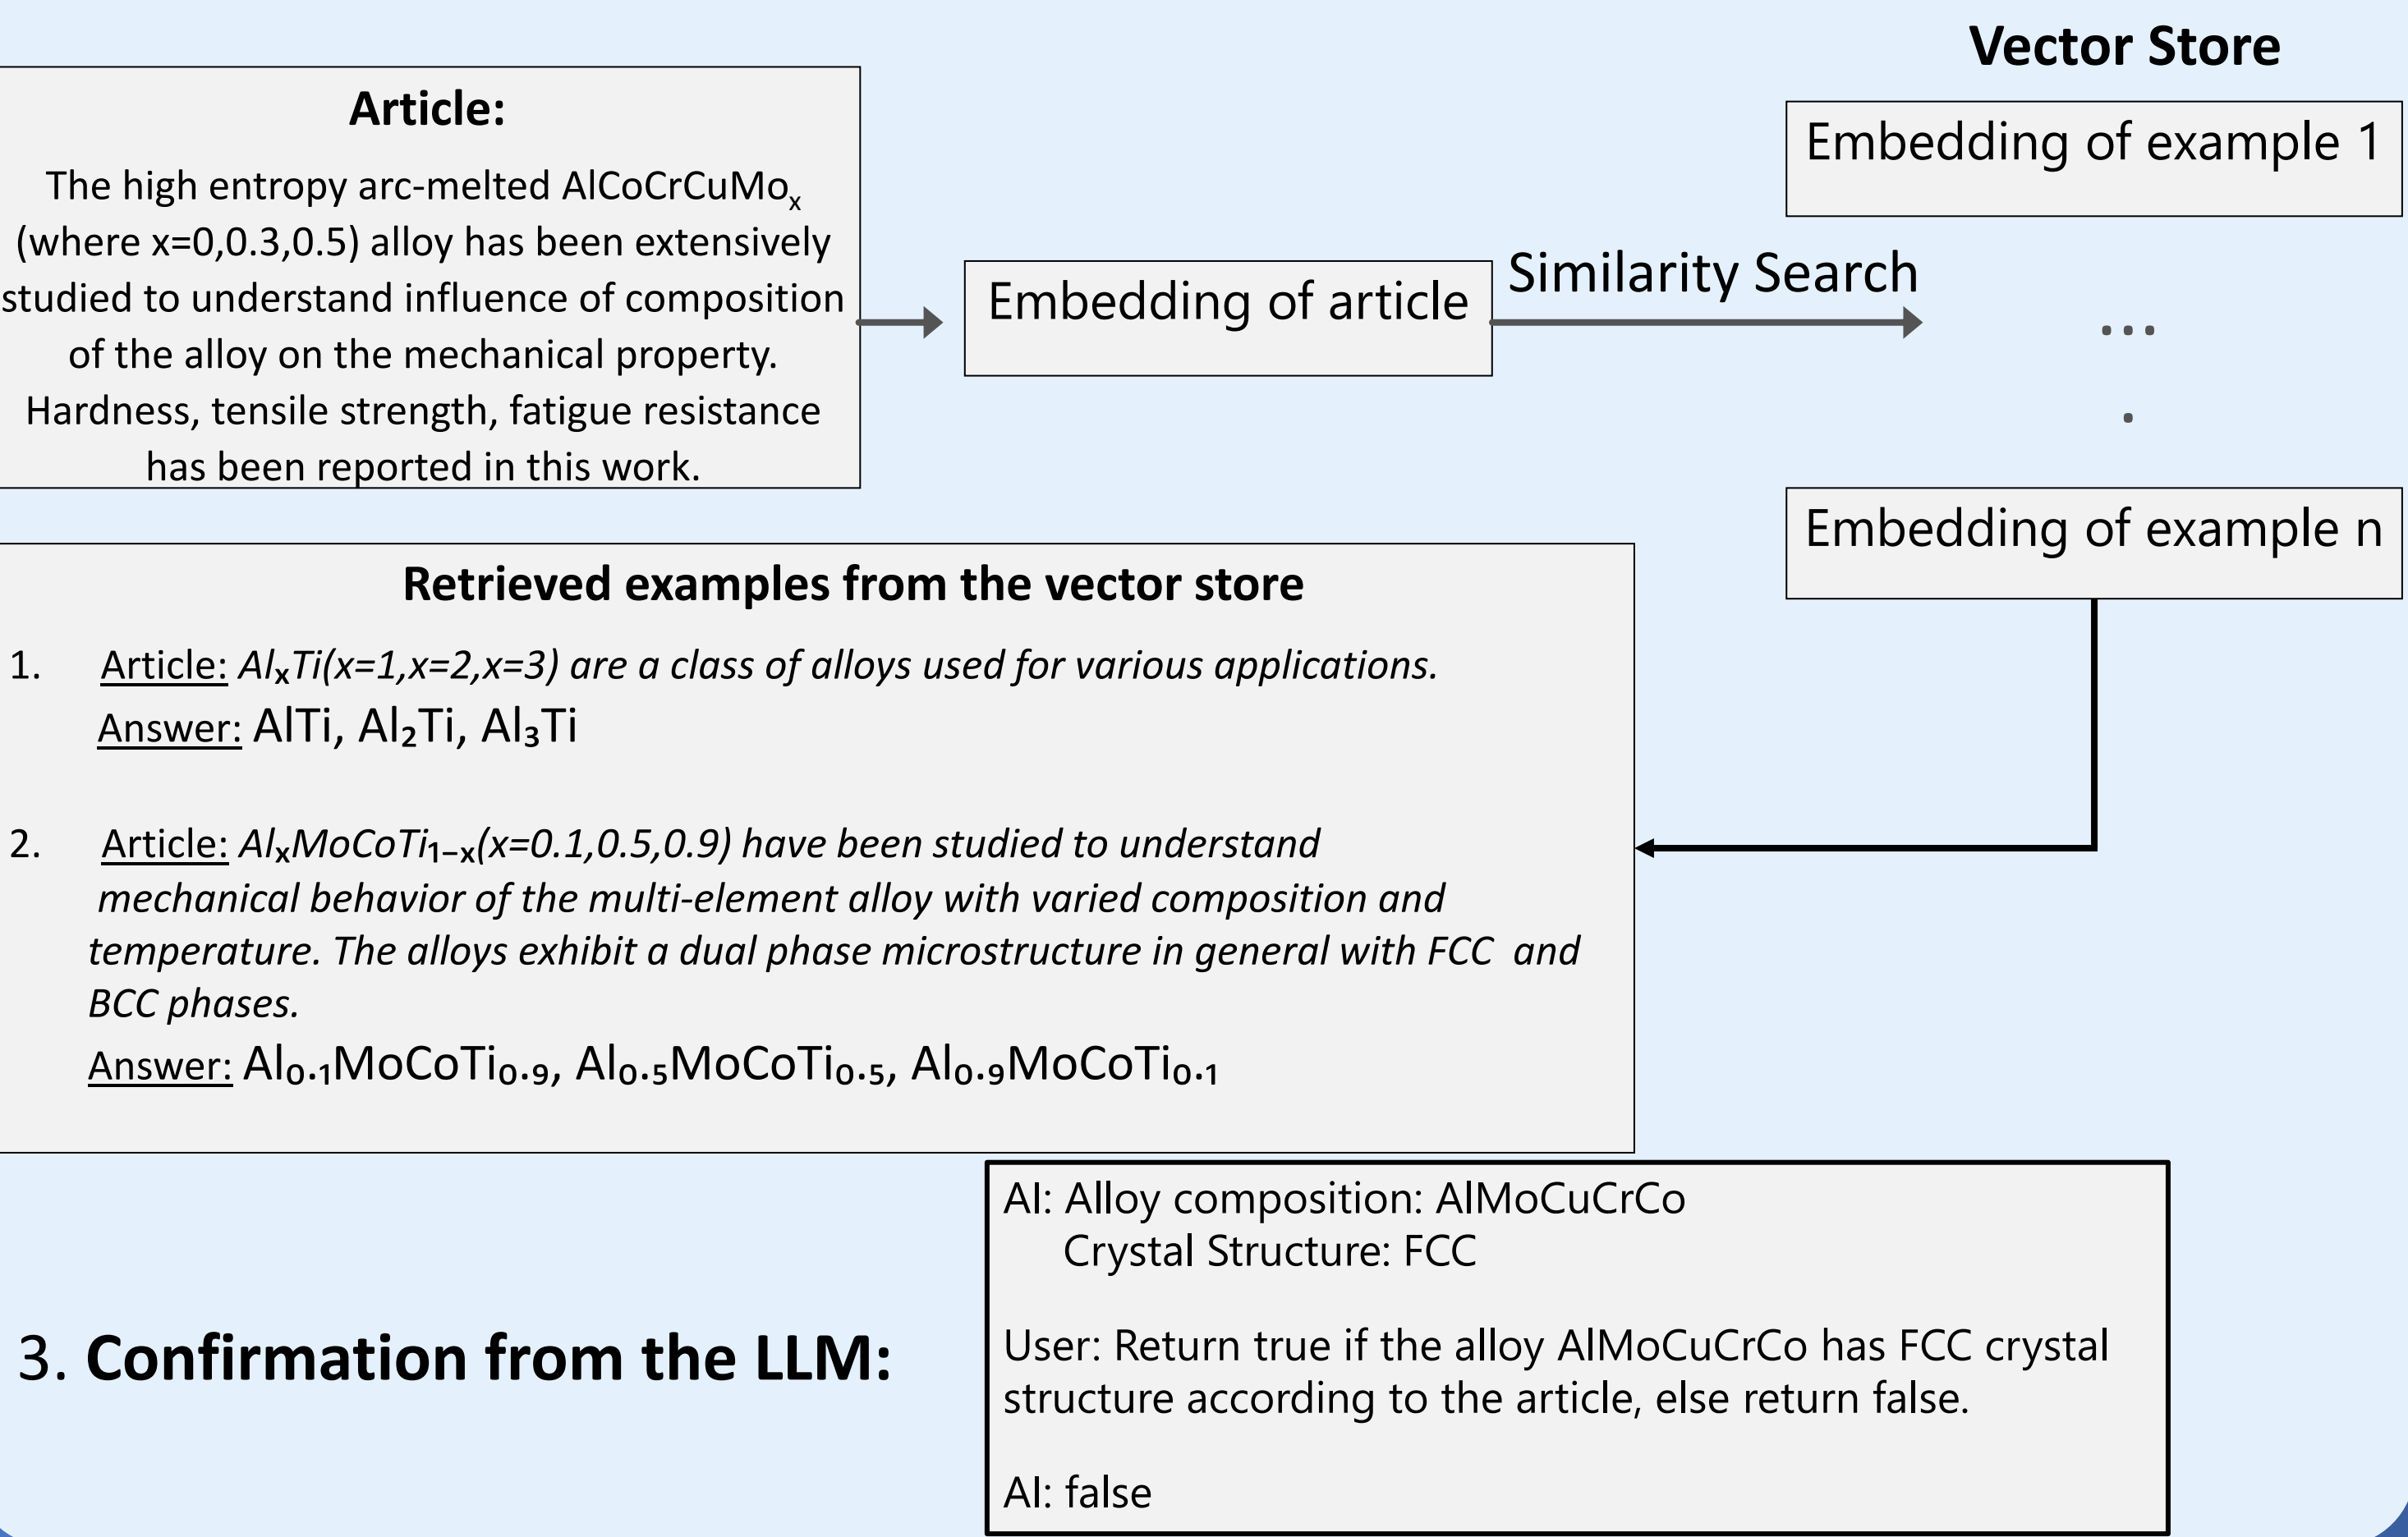 Vector Store
Article:
The high entropy arc-melted AlCoCrCuMoₓ
(where x=0,0.3,0.5) alloy has been extensively
studied to understand influence of composition
of the alloy on the mechanical property.
Hardness, tensile strength, fatigue resistance
has been reported in this work.
Embedding of article
Similarity Search
Embedding of example 1
...
.
Embedding of example n
Retrieved examples from the vector store
1. Article: AlₓTi(x=1,x=2,x=3) are a class of alloys used for various applications.
Answer: AlTi, Al₂Ti, Al₃Ti
2. Article: AlₓMoCoTi₁₋ₓ(x=0.1,0.5,0.9) have been studied to understand
mechanical behavior of the multi-element alloy with varied composition and
temperature. The alloys exhibit a dual phase microstructure in general with FCC and
BCC phases.
Answer: Al₀.₁MoCoTi₀.₉, Al₀.₅MoCoTi₀.₅, Al₀.₉MoCoTi₀.₁
3. Confirmation from the LLM:
AI: Alloy composition: AlMoCuCrCo
Crystal Structure: FCC
User: Return true if the alloy AlMoCuCrCo has FCC crystal
structure according to the article, else return false.
AI: false